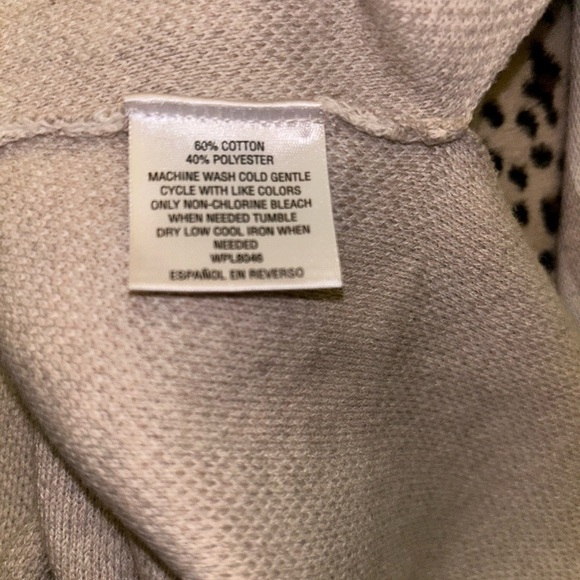 60% COTTON
40% POLYESTER
MACHINE WASH COLD GENTLE
CYCLE WITH LIKE COLORS
ONLY NON-CHLORINE BLEACH
WHEN NEEDED TUMBLE
DRY LOW COOL IRON WHEN
NEEDED
WPL8046
ESPAÑOL EN REVERSO